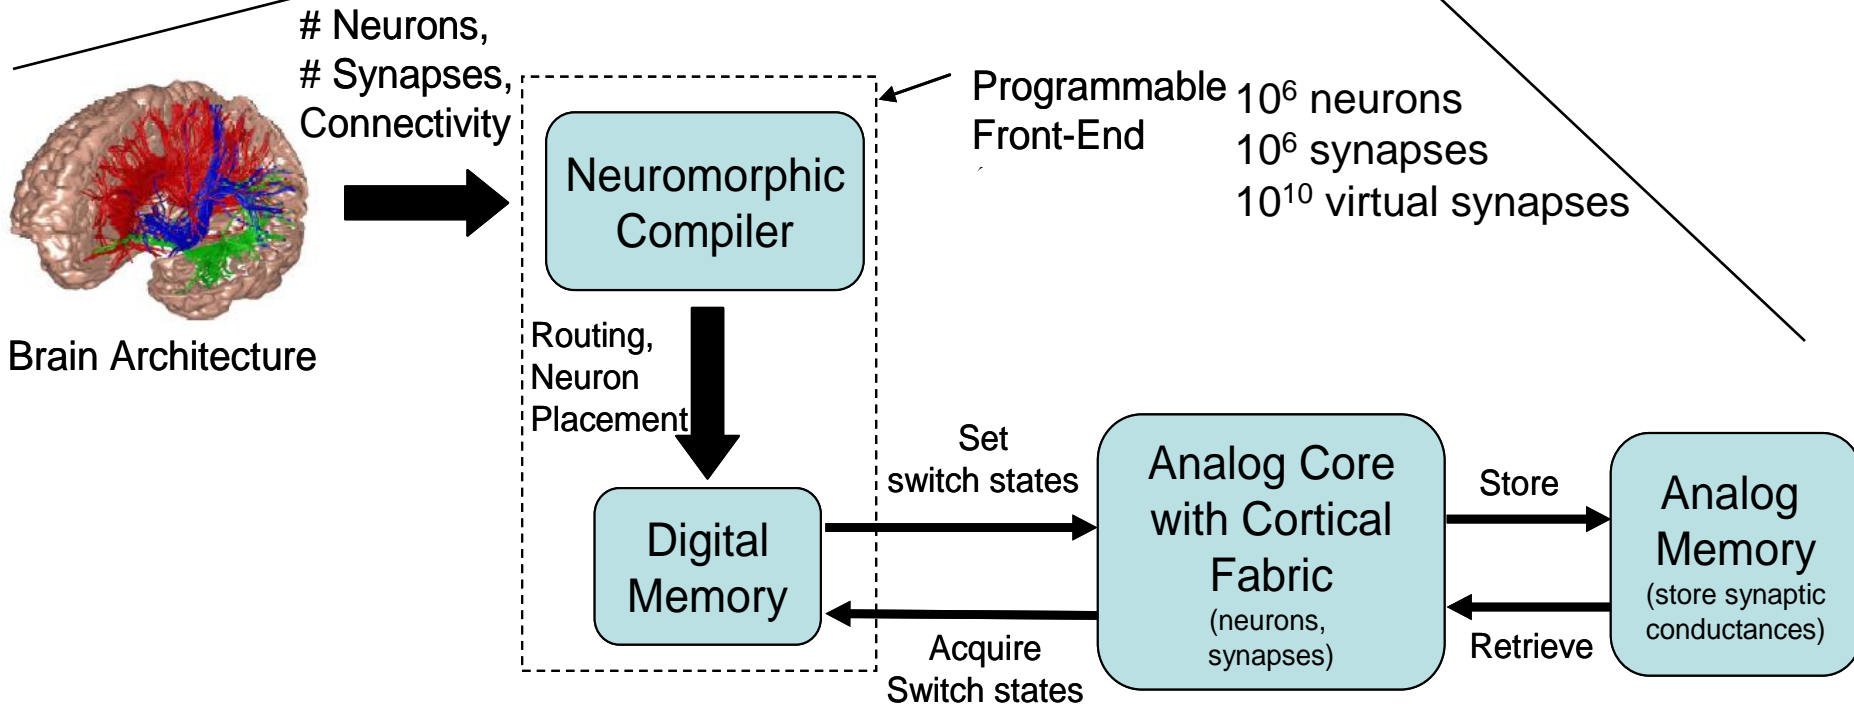 # Neurons,
# Synapses,
Connectivity
Brain Architecture
Neuromorphic
Compiler
Programmable
Front-End
10⁶ neurons
10⁶ synapses
10¹⁰ virtual synapses
Routing,
Neuron
Placement
Digital
Memory
Set
switch states
Acquire
Switch states
Analog Core
with Cortical
Fabric
(neurons,
synapses)
Store
Retrieve
Analog
Memory
(store synaptic
conductances)